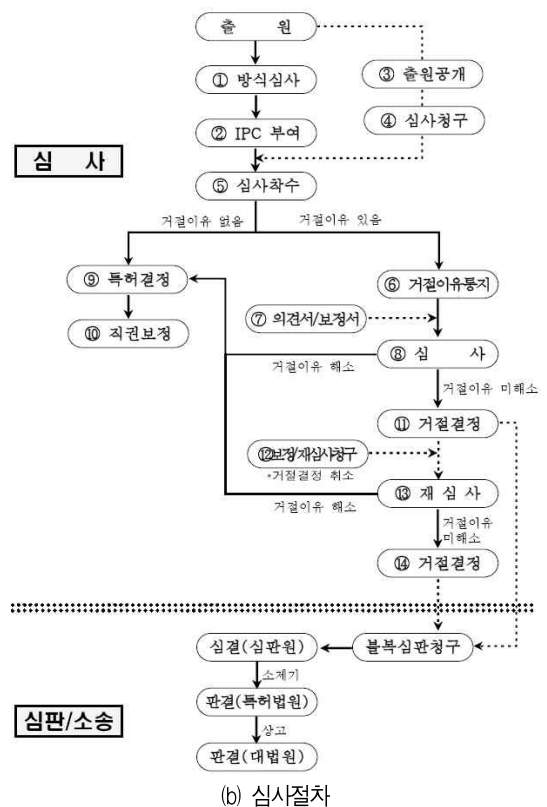 출 원
① 방식심사
③ 출원공개
② IPC 부여
④ 심사청구
심 사
⑤ 심사착수
거절이유 없음
거절이유 있음
⑨ 특허결정
⑥ 거절이유통지
⑦ 의견서/보정서
⑩ 직권보정
⑧ 심 사
거절이유 해소
거절이유 미해소
⑪ 거절결정
⑫보정/재심사청구
*거절결정 취소
⑬ 재 심 사
거절이유 해소
거절이유
미해소
⑭ 거절결정
심결(심판원)
불복심판청구
소제기
판결(특허법원)
심판/소송
상고
판결(대법원)
(b) 심사절차